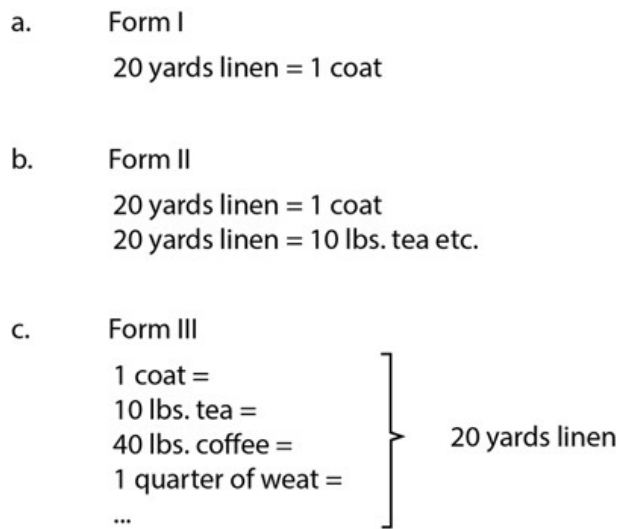 a. Form I
20 yards linen = 1 coat
b. Form II
20 yards linen = 1 coat
20 yards linen = 10 lbs. tea etc.
c. Form III
1 coat =
10 lbs. tea =
40 lbs. coffee =
20 yards linen
1 quarter of weat =
...